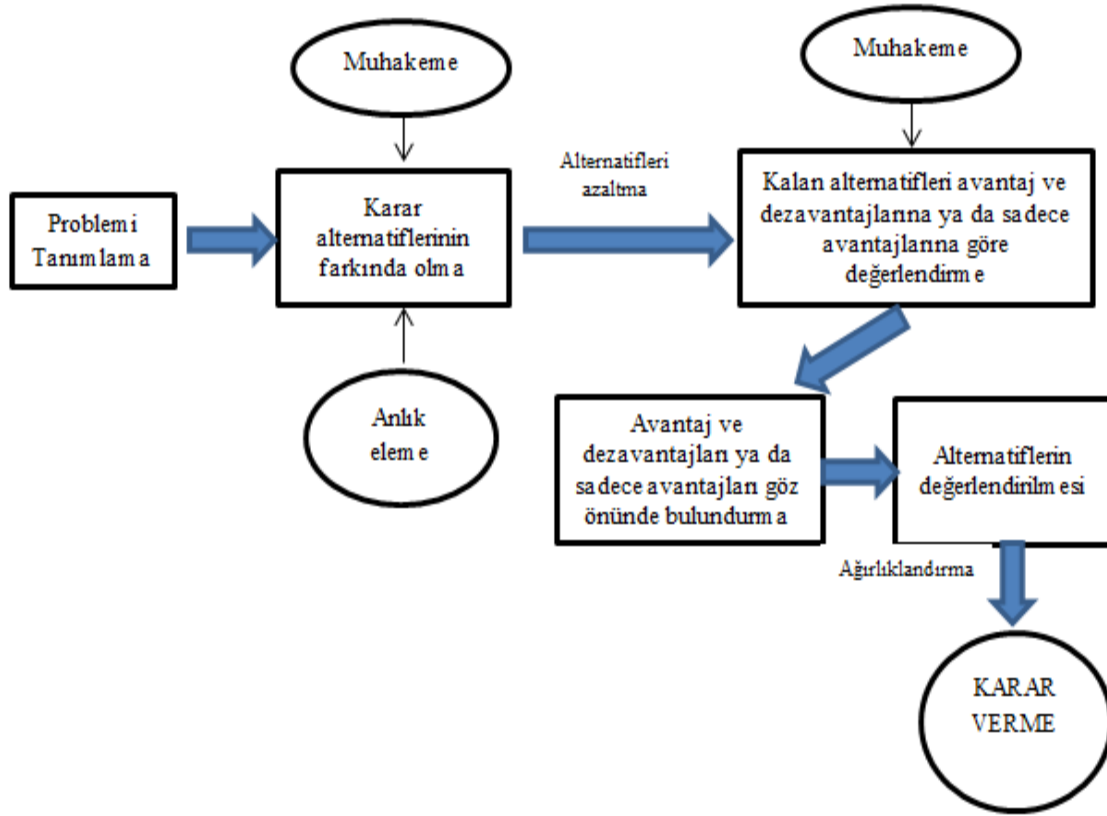 Muhakeme
Muhakeme
Problemi
Tanımlama
Karar
alternatiflerinin
farkında olma
Alternatifleri
azaltma
Kalan alternatifleri avantaj ve
dezavantajlarına ya da sadece
avantajlarına göre
değerlendirme
Anlık
eleme
Avantaj ve
dezavantajları ya da
sadece avantajları göz
önünde bulundurma
Alternatiflerin
değerlendirilmesi
Ağırlıklandırma
KARAR
VERME